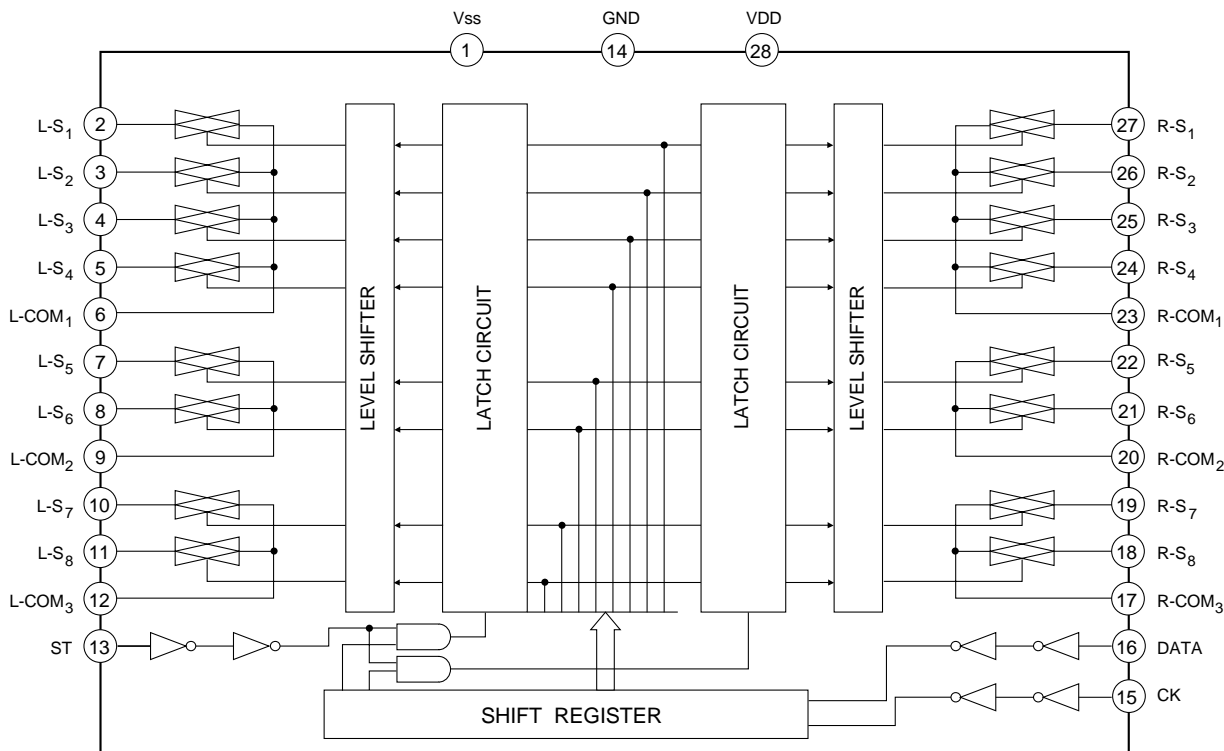 Vss GND VDD
1 14 28
L-S1 2
L-S2 3
L-S3 4
L-S4 5
L-COM1 6
L-S5 7
L-S6 8
L-COM2 9
L-S7 10
L-S8 11
L-COM3 12
ST 13
LEVEL SHIFTER
LATCH CIRCUIT
LATCH CIRCUIT
LEVEL SHIFTER
27 R-S1
26 R-S2
25 R-S3
24 R-S4
23 R-COM1
22 R-S5
21 R-S6
20 R-COM2
19 R-S7
18 R-S8
17 R-COM3
16 DATA
15 CK
SHIFT REGISTER